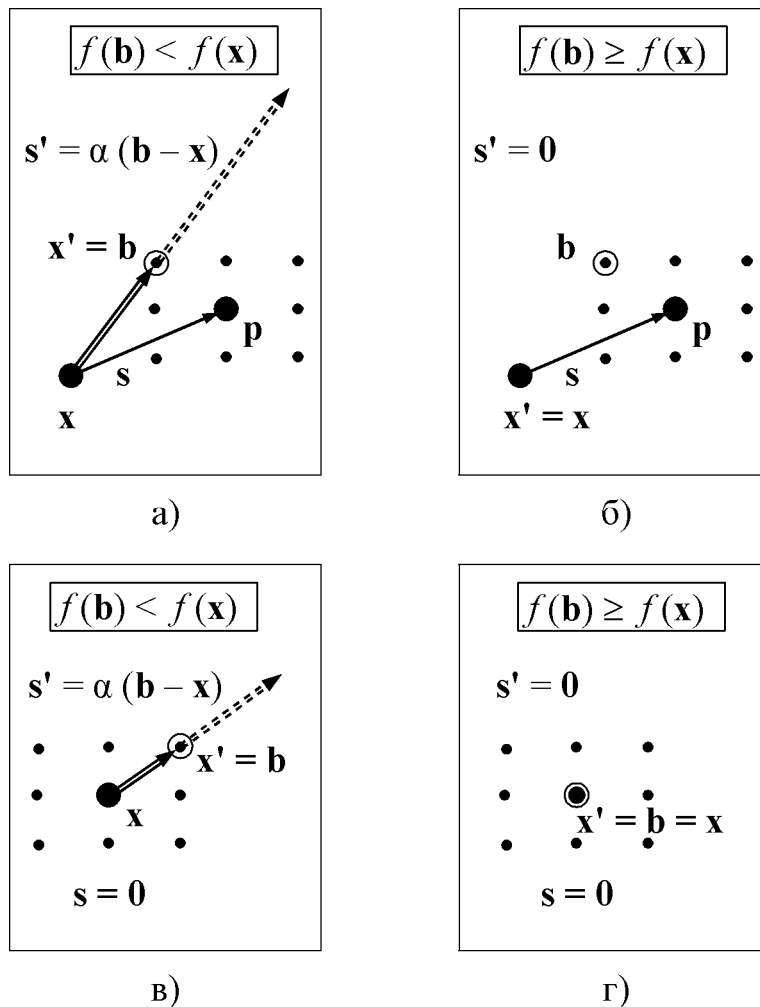 f(b) < f(x)
s' = α (b – x)
x' = b
p
s
x
а)
f(b) ≥ f(x)
s' = 0
b
p
s
x' = x
б)
f(b) < f(x)
s' = α (b – x)
x' = b
x
s = 0
в)
f(b) ≥ f(x)
s' = 0
x' = b = x
s = 0
г)